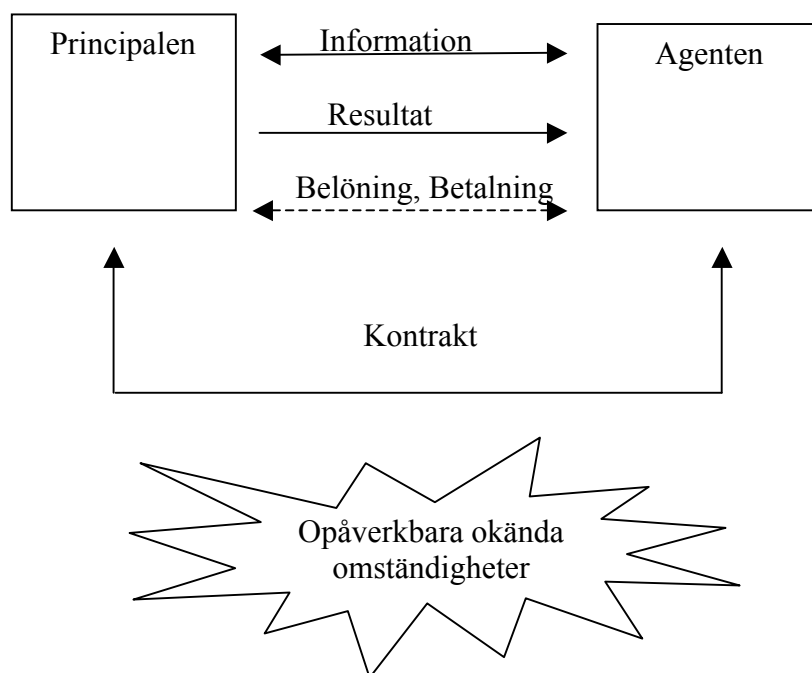 Principalen
Information
Agenten
Resultat
Belöning, Betalning
Kontrakt
Opåverkbara okända
omständigheter